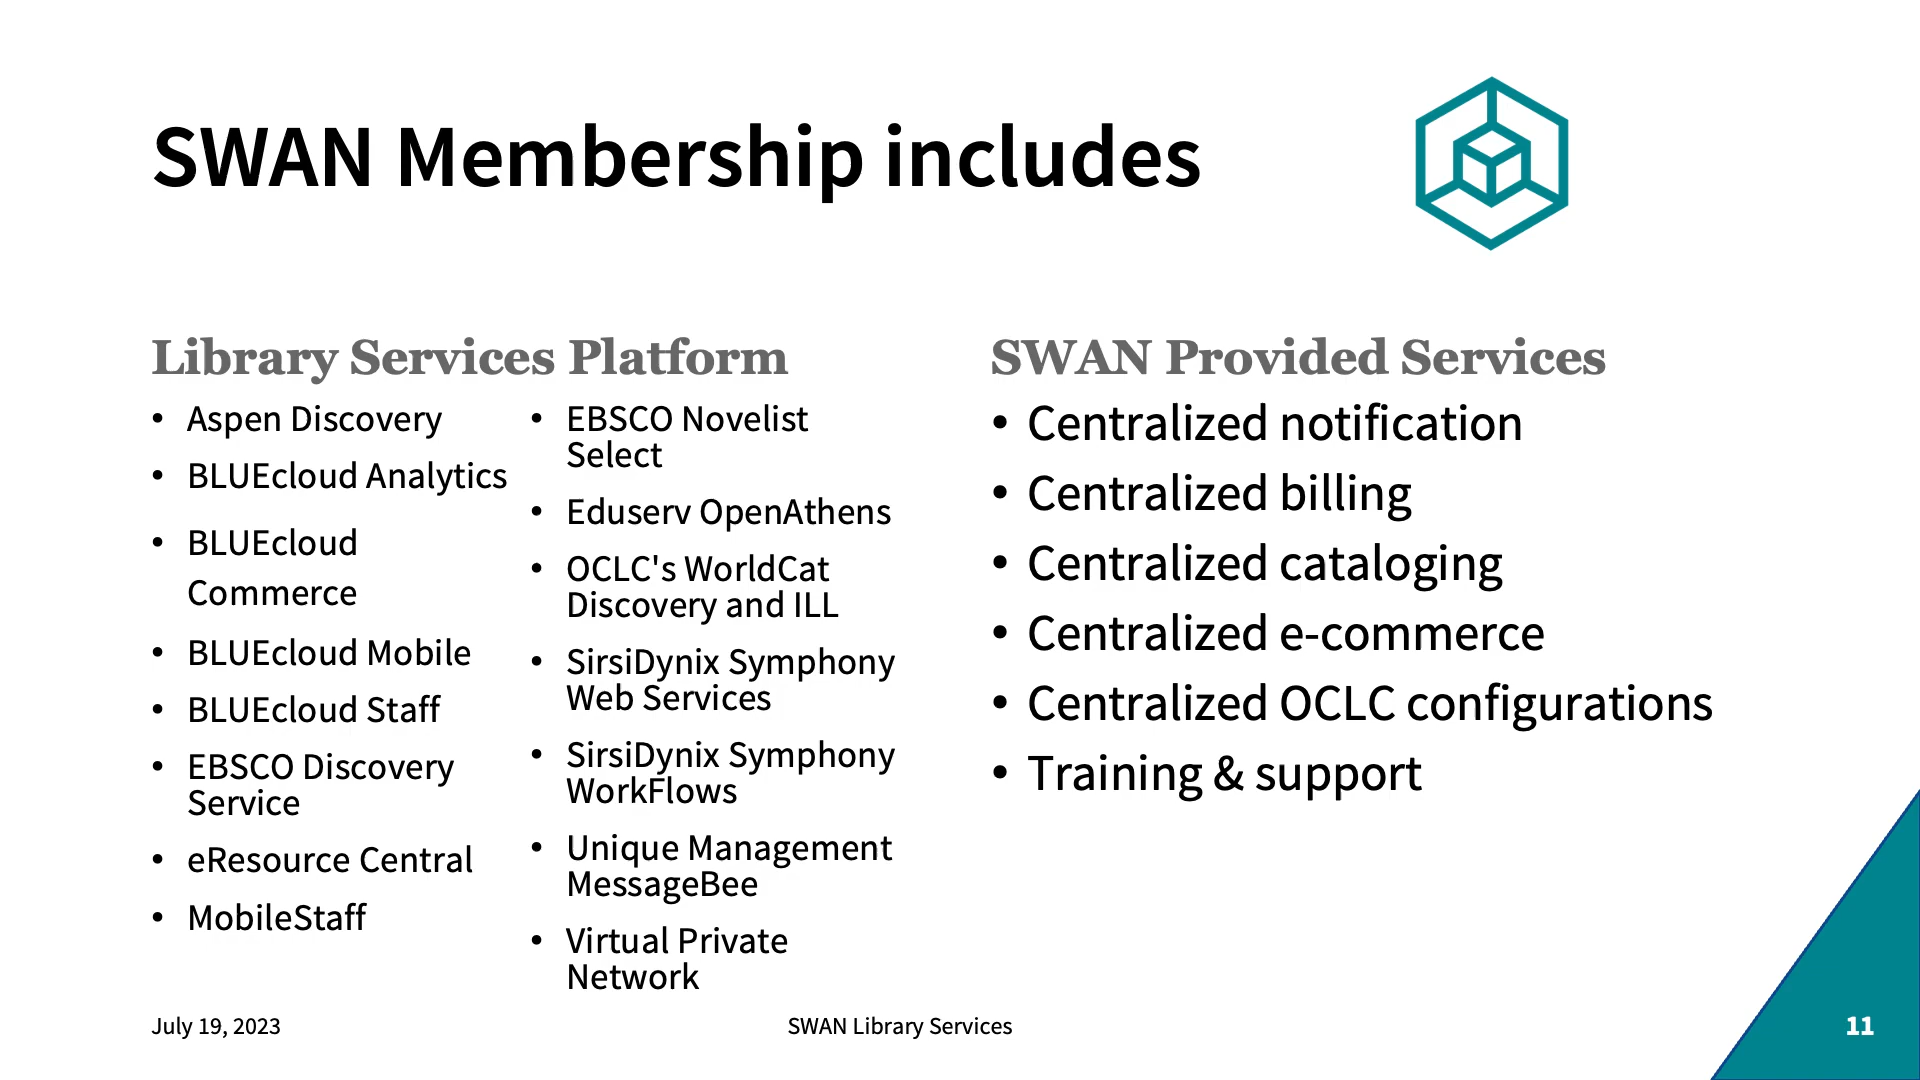 SWAN Membership includes
Library Services Platform
• Aspen Discovery
• BLUEcloud Analytics
• BLUEcloud
Commerce
• BLUEcloud Mobile
• BLUEcloud Staff
• EBSCO Discovery
Service
• eResource Central
• MobileStaff
• EBSCO Novelist
Select
• Eduserv OpenAthens
• OCLC's WorldCat
Discovery and ILL
• SirsiDynix Symphony
Web Services
• SirsiDynix Symphony
WorkFlows
• Unique Management
MessageBee
• Virtual Private
Network
SWAN Provided Services
• Centralized notification
• Centralized billing
• Centralized cataloging
• Centralized e-commerce
• Centralized OCLC configurations
• Training & support
July 19, 2023
SWAN Library Services
11